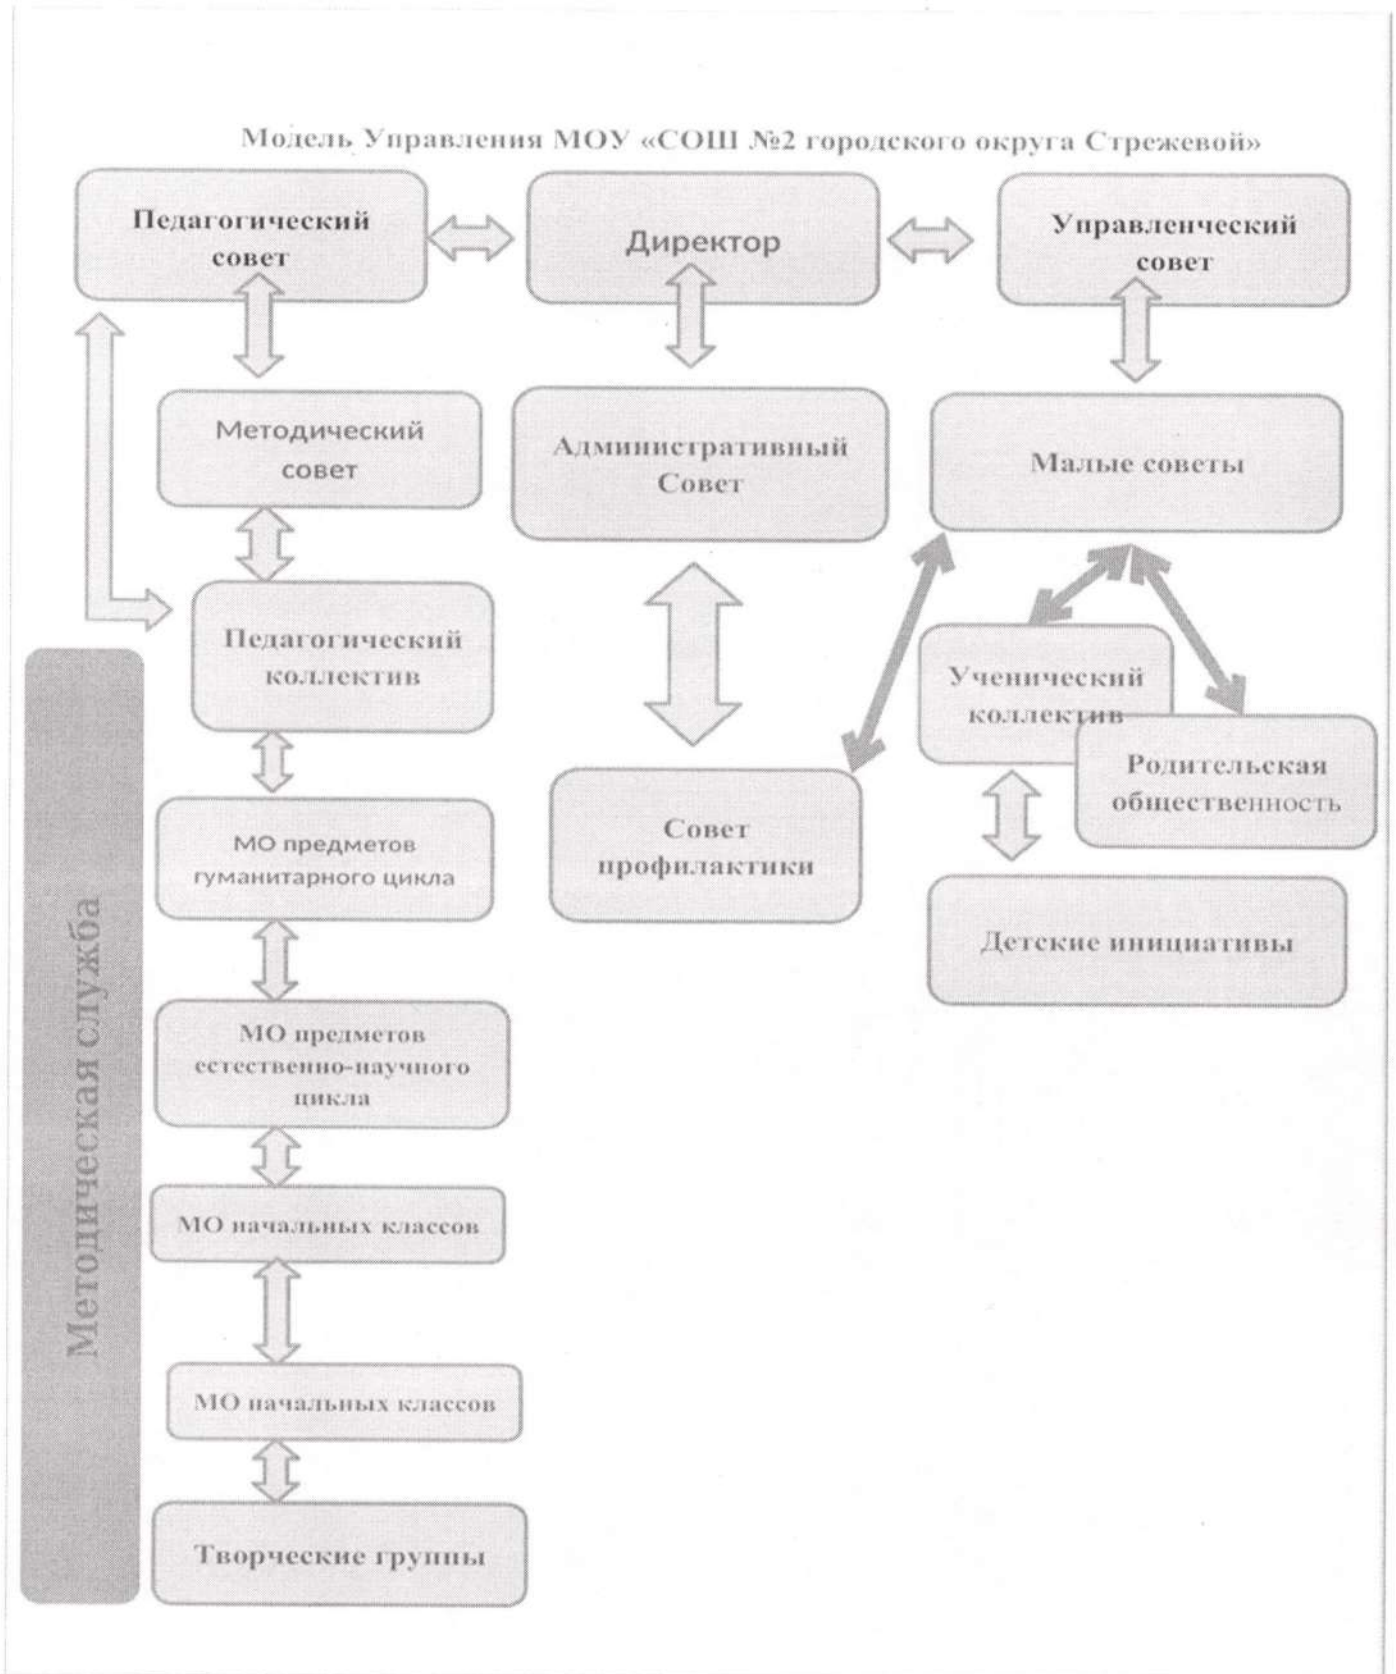 Модель Управления МОУ «СОШ №2 городского округа Стрежевой»
Педагогический
совет
Директор
Управленческий
совет
Методический
совет
Административный
Совет
Малые советы
Педагогический
коллектив
Ученический
коллектив
Родительская
общественность
Совет
профилактики
МО предметов
гуманитарного цикла
Детские инициативы
МО предметов
естественно-научного
цикла
МО начальных классов
МО начальных классов
Творческие группы
Методическая служба